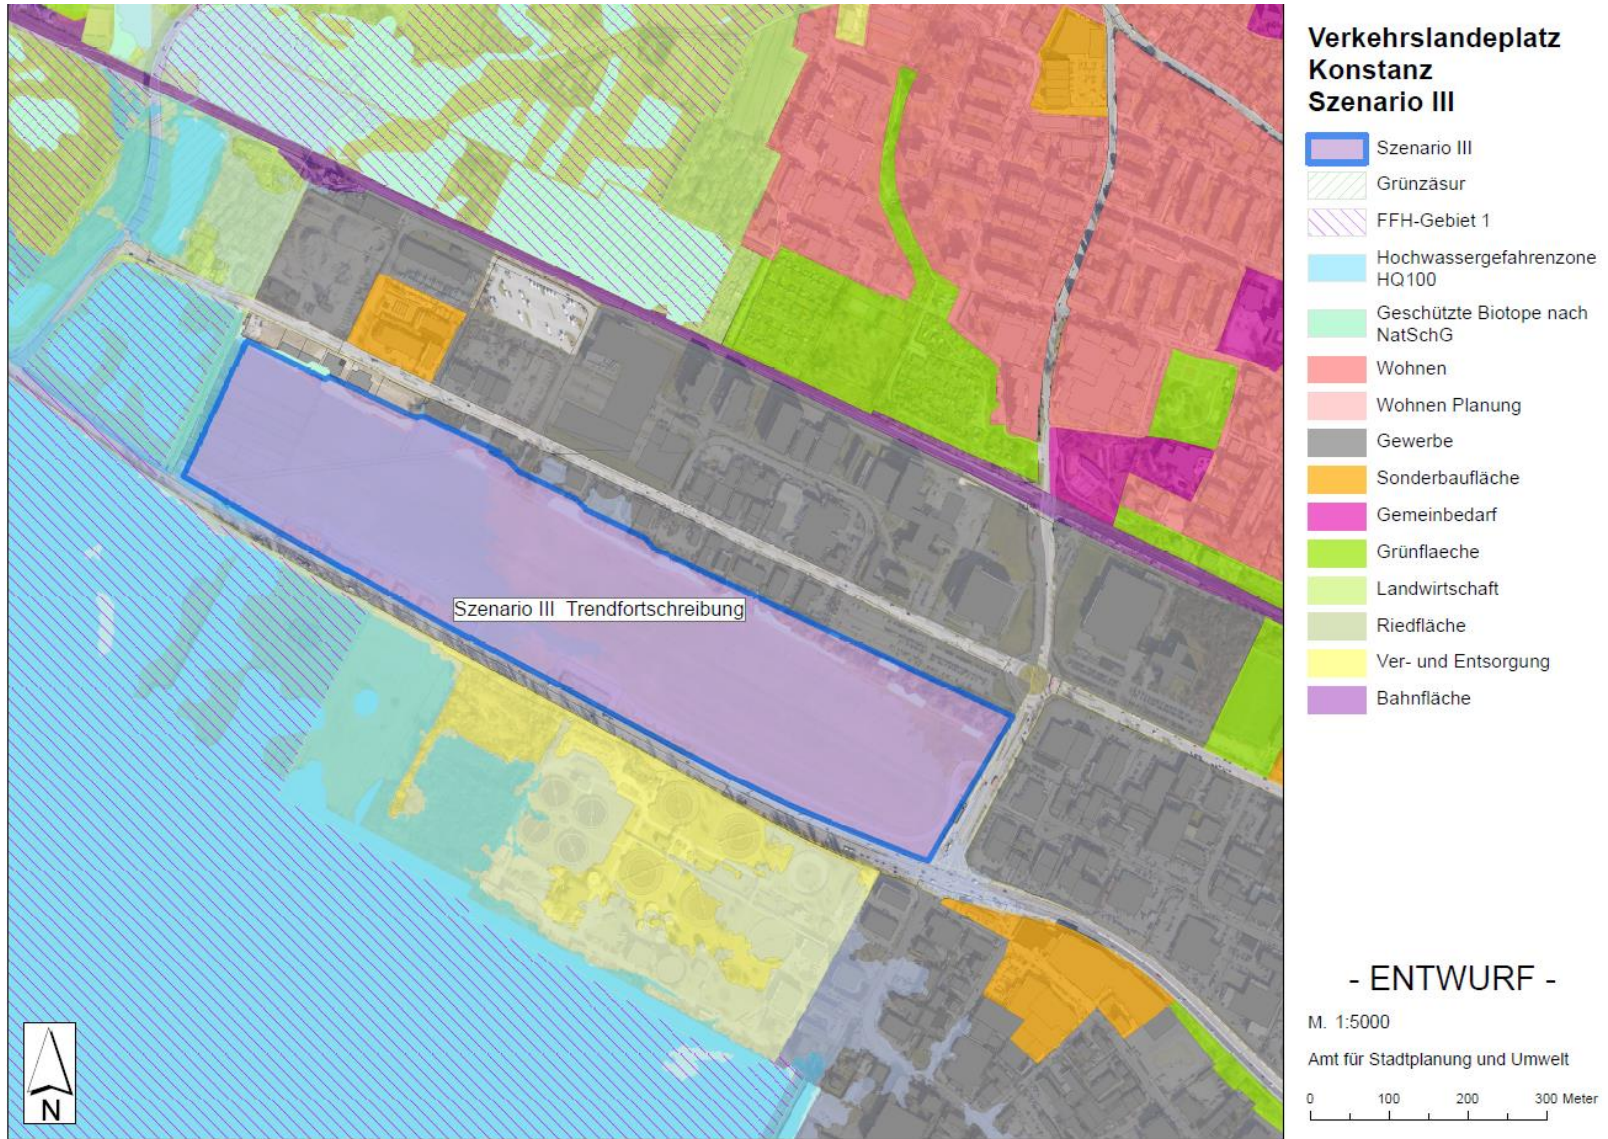 Verkehrslandeplatz
Konstanz
Szenario III
Szenario III
Grünzäsur
FFH-Gebiet 1
Hochwassergefahrenzone
HQ100
Geschützte Biotope nach
NatSchG
Wohnen
Wohnen Planung
Gewerbe
Sonderbaufläche
Gemeinbedarf
Grünflaeche
Landwirtschaft
Riedfläche
Ver- und Entsorgung
Bahnfläche
Szenario III Trendfortschreibung
- ENTWURF -
M. 1:5000
Amt für Stadtplanung und Umwelt
0 100 200 300 Meter
N